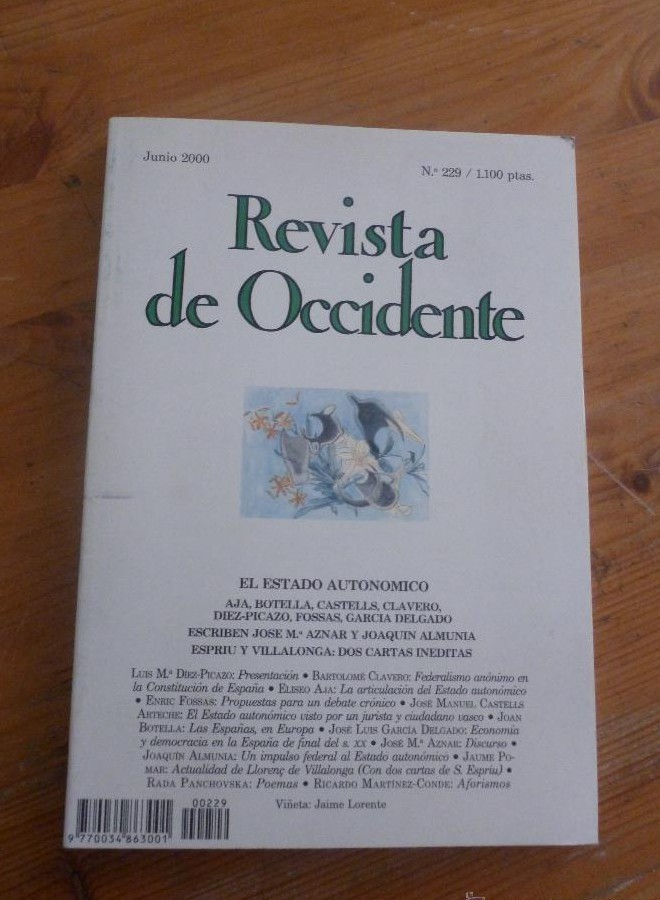 Junio 2000
N.º 229 / 1.100 ptas.
Revista
de Occidente
EL ESTADO AUTONOMICO
AJA, BOTELLA, CASTELLS, CLAVERO,
DIEZ-PICAZO, FOSSAS, GARCIA DELGADO
ESCRIBEN JOSE M.ª AZNAR Y JOAQUIN ALMUNIA
ESPRIU Y VILLALONGA: DOS CARTAS INEDITAS
LUIS M.ª DÍEZ-PICAZO: Presentación • BARTOLOMÉ CLAVERO: Federalismo anónimo en
la Constitución de España • ELISEO AJA: La articulación del Estado autonómico
• ENRIC FOSSAS: Propuestas para un debate crónico • JOSÉ MANUEL CASTELLS
ARTECHE: El Estado autonómico visto por un jurista y ciudadano vasco • JOAN
BOTELLA: Las Españas, en Europa • JOSÉ LUIS GARCÍA DELGADO: Economía
y democracia en la España de final del s. XX • JOSÉ M.ª AZNAR: Discurso •
JOAQUÍN ALMUNIA: Un impulso federal al Estado autonómico • JAUME PO-
MAR: Actualidad de Llorenç de Villalonga (Con dos cartas de S. Espriu) •
RADA PANCHOVSKA: Poemas • RICARDO MARTÍNEZ-CONDE: Aforismos
00229
Viñeta: Jaime Lorente
9 770034 863001